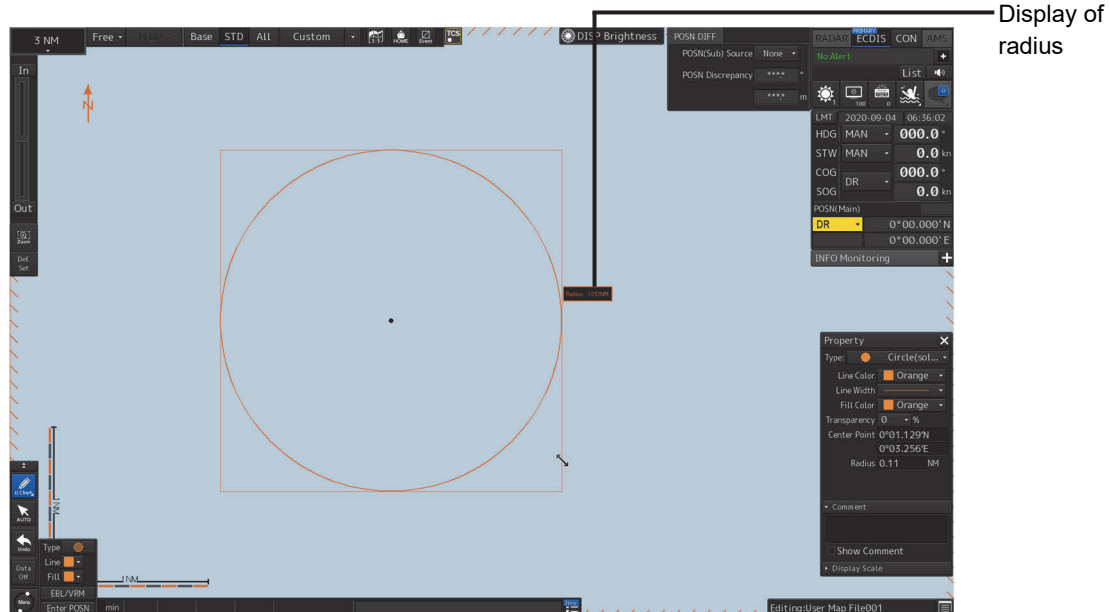 Display of
radius
3 NM
Free
Base STD All Custom
HOME
Event
TCS
DISP Brightness
POSN DIFF
POSN(Sub) Source None
POSN Discrepancy ***.* °
***.* m
PRIMARY
RADAR ECDIS CON AMS
No Alert
List
1 100 0 0
LMT 2020-09-04 06:36:02
HDG MAN 000.0 °
STW MAN 0.0 kn
COG 000.0 °
DR
SOG 0.0 kn
POSN(Main)
DR 0°00.000'N
0°00.000'E
INFO Monitoring
In
N
Out
Zoom
Def.
Set
Radius
Property
Type: Circle(sol...
Line Color Orange
Line Width
Fill Color Orange
Transparency 0 %
Center Point 0°01.129'N
0°03.256'E
Radius 0.11 NM
Comment
Show Comment
Display Scale
1NM
U.Chart
AUTO
Undo
Data
Off
Menu
Type
Line
Fill
1NM
EBL/VRM
Enter POSN min
New
Editing:User Map File001